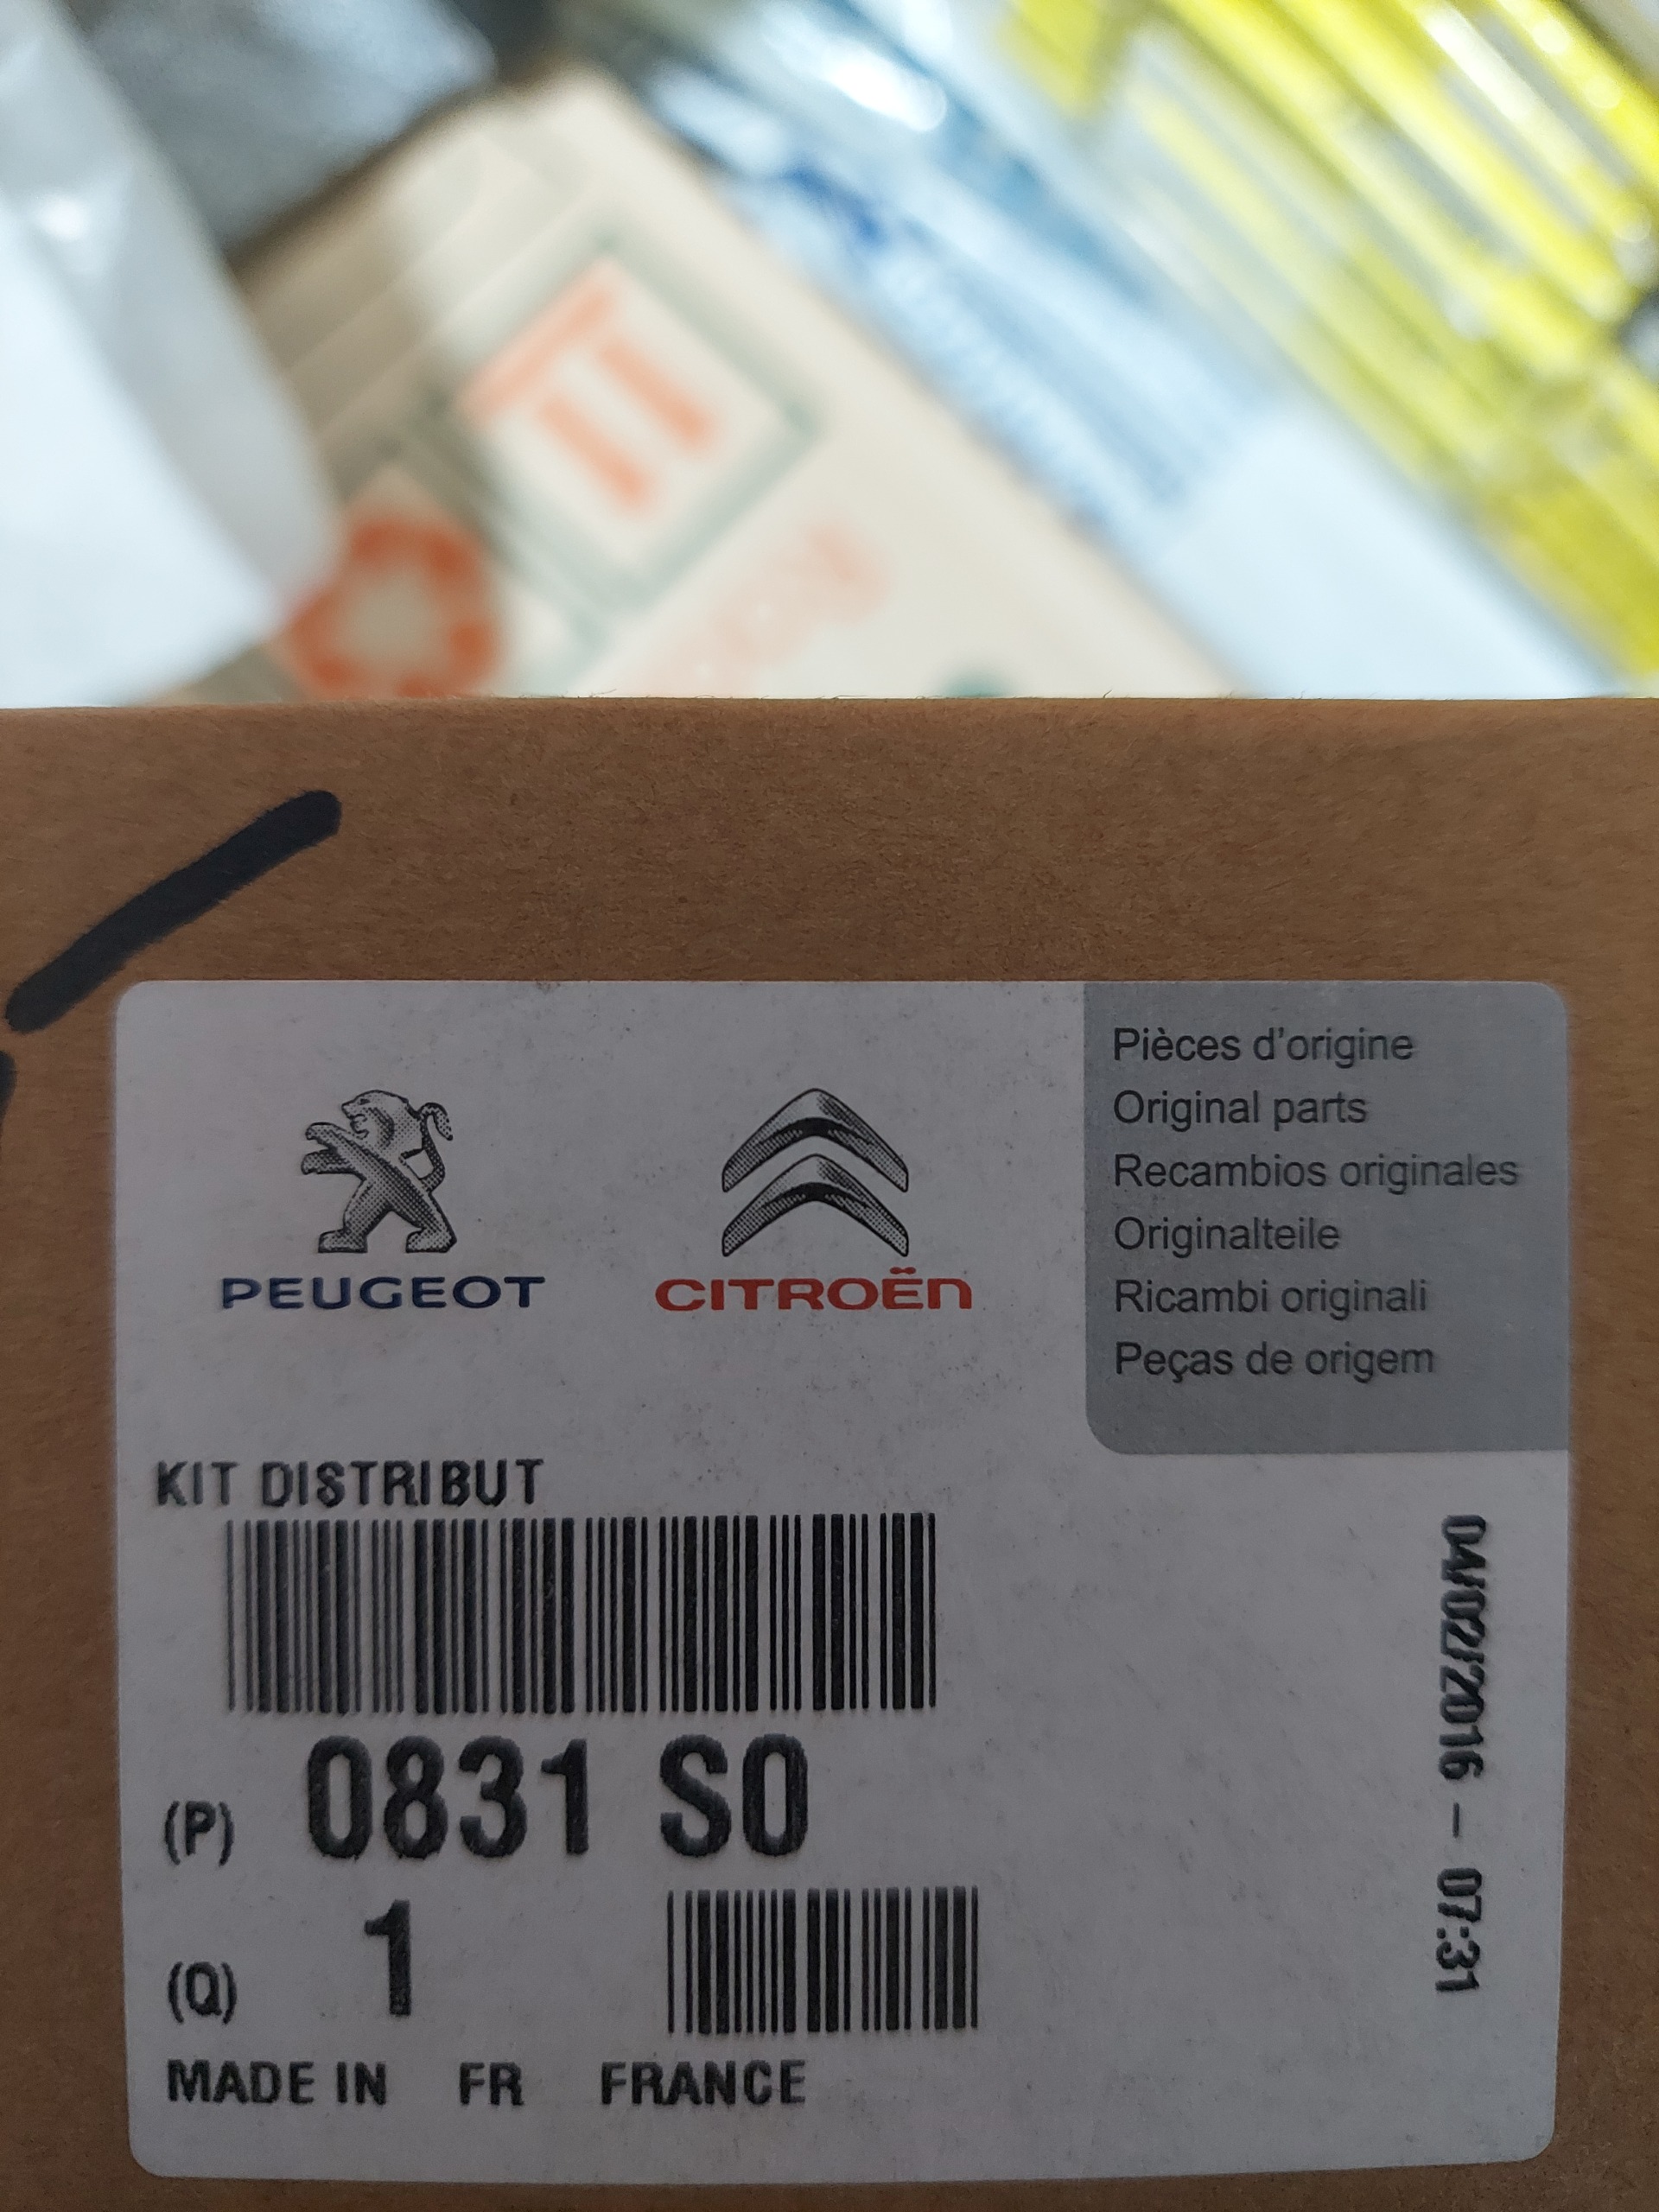 PEUGEOT
CITROËN
Pièces d'origine
Original parts
Recambios originales
Originalteile
Ricambi originali
Peças de origem
KIT DISTRIBUT
(P) 0831 S0
(Q) 1
MADE IN FR FRANCE
04/02/2016 - 07:31